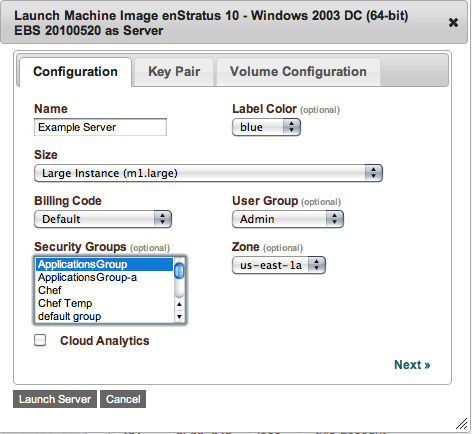 Launch Machine Image enStratus 10 - Windows 2003 DC (64-bit)
EBS 20100520 as Server
Configuration Key Pair Volume Configuration
Name Label Color (optional)
Example Server blue
Size
Large Instance (m1.large)
Billing Code User Group (optional)
Default Admin
Security Groups (optional) Zone
ApplicationsGroup us-east-1a
ApplicationsGroup-a
Chef
Chef Temp
default group
Cloud Analytics
Next »
Launch Server Cancel